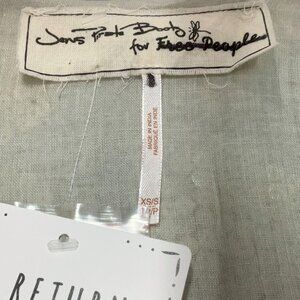 Jens Pirate Booty
for Free People
MADE IN INDIA
FABRIQUÉ EN INDE
XS/S
TP/P
RETURN